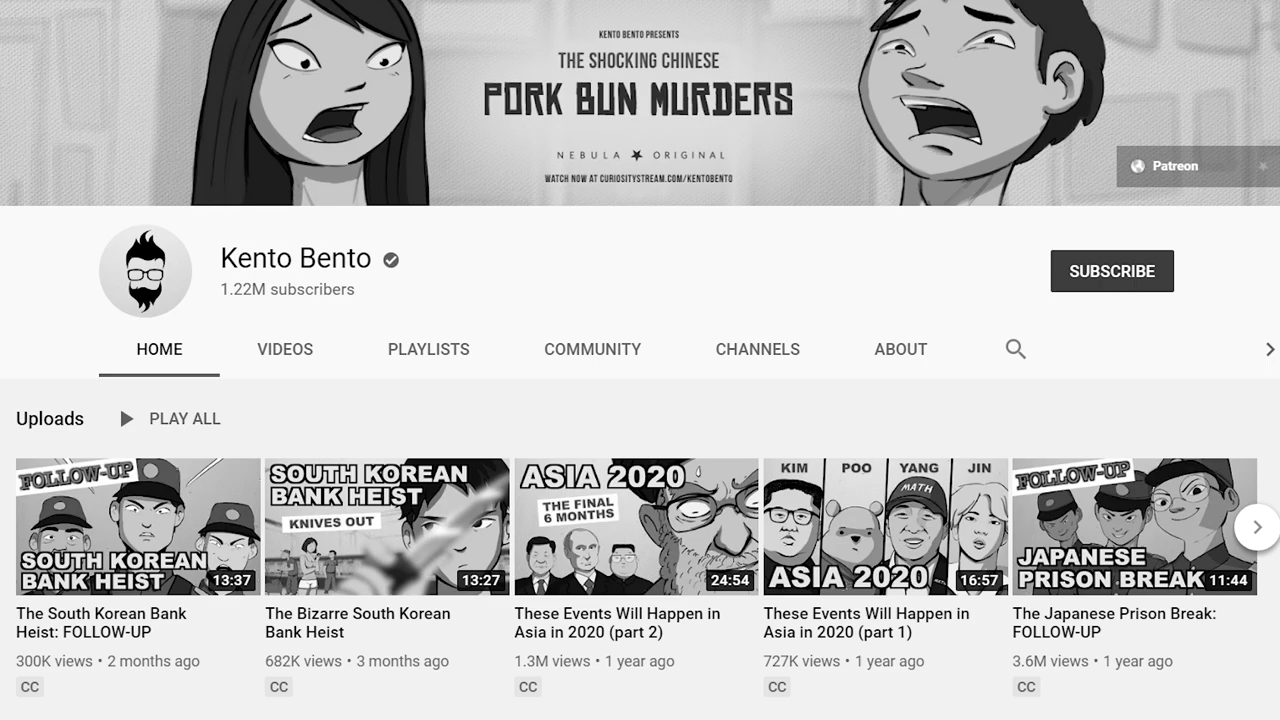 KENTO BENTO PRESENTS
THE SHOCKING CHINESE
PORK BUN MURDERS
NEBULA ★ ORIGINAL
WATCH NOW AT CURIOSITYSTREAM.COM/KENTOBENTO
Patreon
Kento Bento
1.22M subscribers
SUBSCRIBE
HOME VIDEOS PLAYLISTS COMMUNITY CHANNELS ABOUT
Uploads PLAY ALL
FOLLOW-UP
SOUTH KOREAN
BANK HEIST
13:37
SOUTH KOREAN
BANK HEIST
KNIVES OUT
13:27
ASIA 2020
THE FINAL
6 MONTHS
24:54
KIM POO YANG JIN
MATH
ASIA 2020
16:57
FOLLOW-UP
JAPANESE
PRISON BREAK
11:44
The South Korean Bank
Heist: FOLLOW-UP
300K views • 2 months ago
CC
The Bizarre South Korean
Bank Heist
682K views • 3 months ago
CC
These Events Will Happen in
Asia in 2020 (part 2)
1.3M views • 1 year ago
CC
These Events Will Happen in
Asia in 2020 (part 1)
727K views • 1 year ago
CC
The Japanese Prison Break:
FOLLOW-UP
3.6M views • 1 year ago
CC